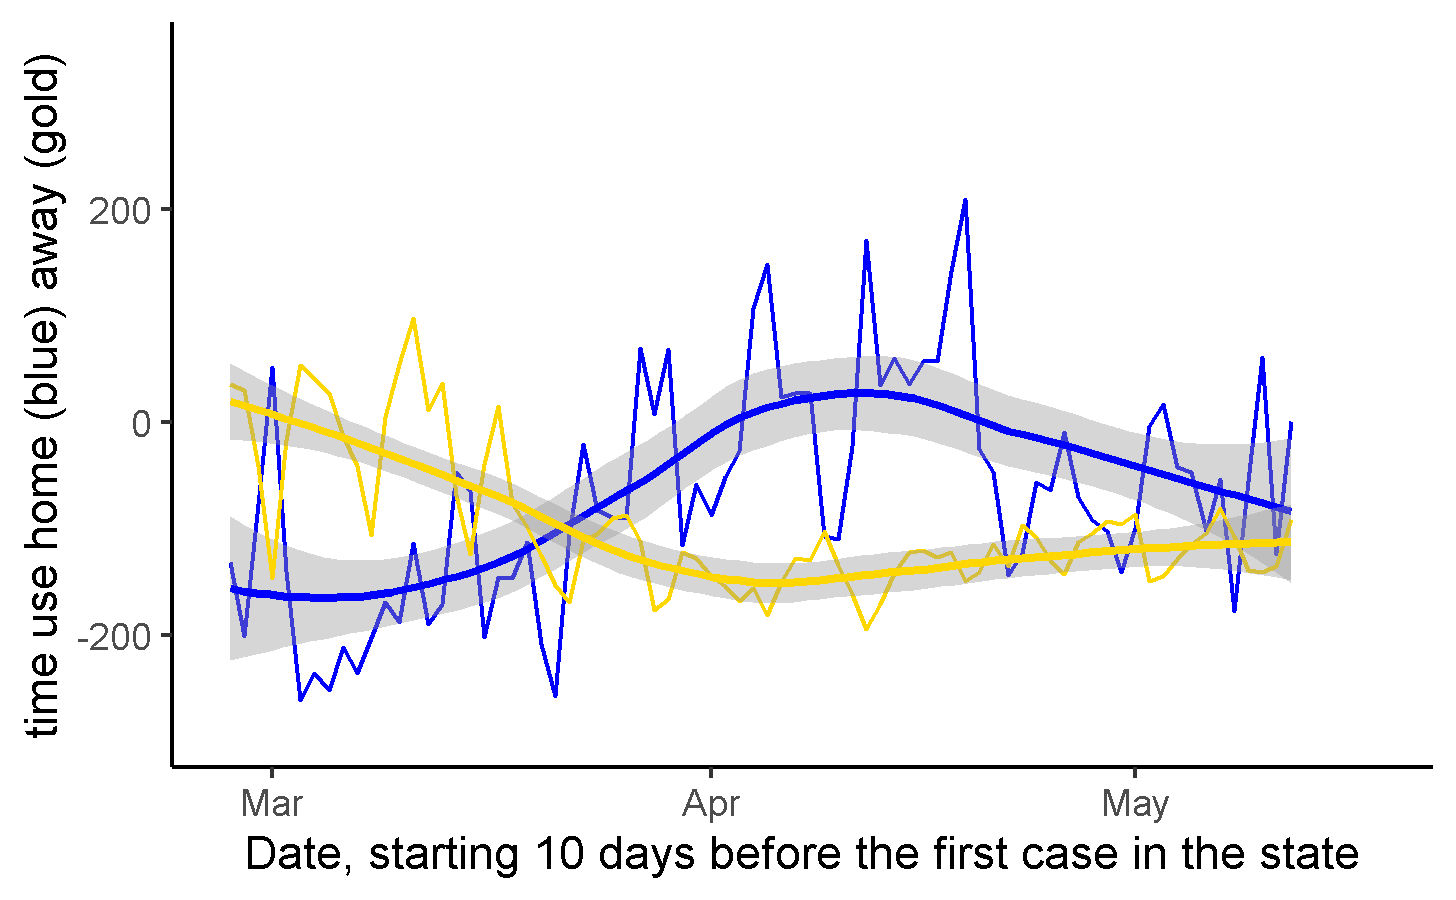 time use home (blue) away (gold)
200
0
-200
Mar Apr May
Date, starting 10 days before the first case in the state